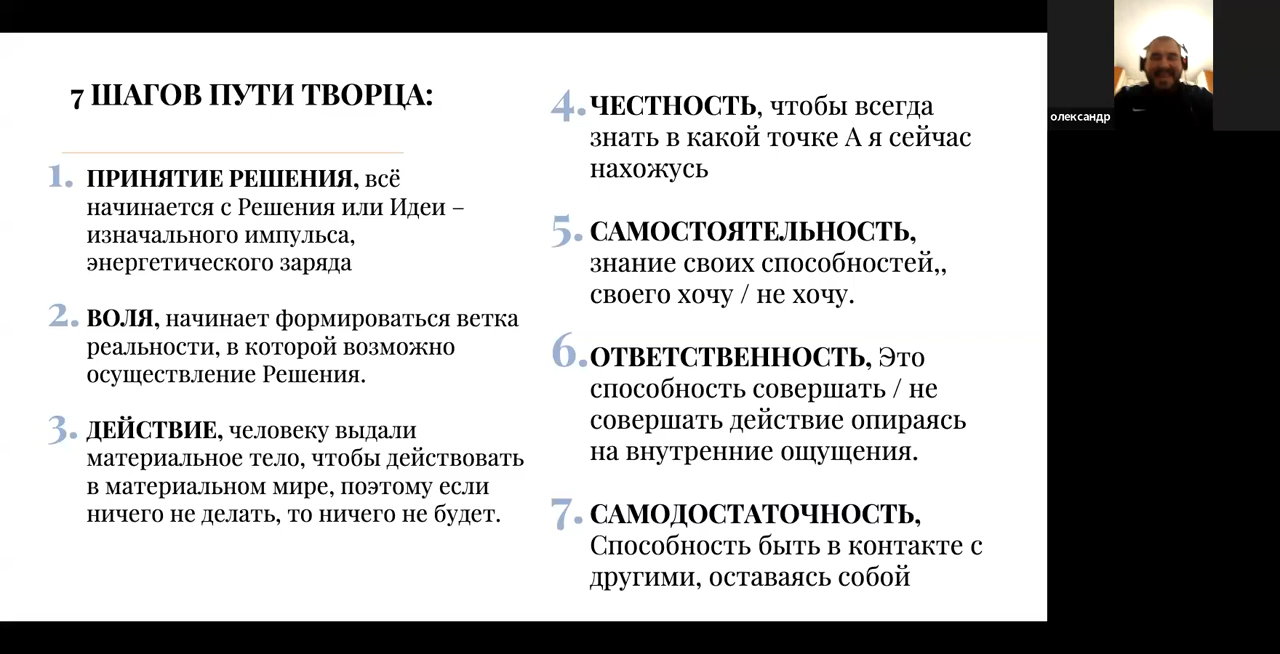 7 ШАГОВ ПУТИ ТВОРЦА:
1. ПРИНЯТИЕ РЕШЕНИЯ, всё
начинается с Решения или Идеи –
изначального импульса,
энергетического заряда
2. ВОЛЯ, начинает формироваться ветка
реальности, в которой возможно
осуществление Решения.
3. ДЕЙСТВИЕ, человеку выдали
материальное тело, чтобы действовать
в материальном мире, поэтому если
ничего не делать, то ничего не будет.
4. ЧЕСТНОСТЬ, чтобы всегда
знать в какой точке А я сейчас
нахожусь
5. САМОСТОЯТЕЛЬНОСТЬ,
знание своих способностей,,
своего хочу / не хочу.
6. ОТВЕТСТВЕННОСТЬ, Это
способность совершать / не
совершать действие опираясь
на внутренние ощущения.
7. САМОДОСТАТОЧНОСТЬ,
Способность быть в контакте с
другими, оставаясь собой
олександр